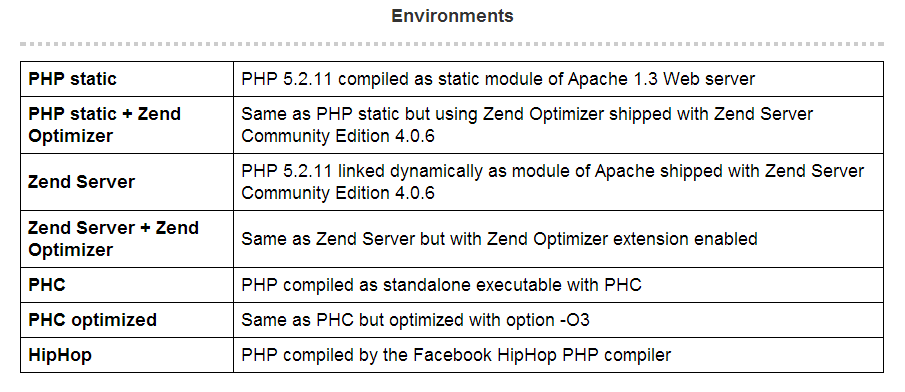 Environments
PHP static
PHP 5.2.11 compiled as static module of Apache 1.3 Web server
PHP static + Zend
Optimizer
Same as PHP static but using Zend Optimizer shipped with Zend Server
Community Edition 4.0.6
Zend Server
PHP 5.2.11 linked dynamically as module of Apache shipped with Zend Server
Community Edition 4.0.6
Zend Server + Zend
Optimizer
Same as Zend Server but with Zend Optimizer extension enabled
PHC
PHP compiled as standalone executable with PHC
PHC optimized
Same as PHC but optimized with option -O3
HipHop
PHP compiled by the Facebook HipHop PHP compiler